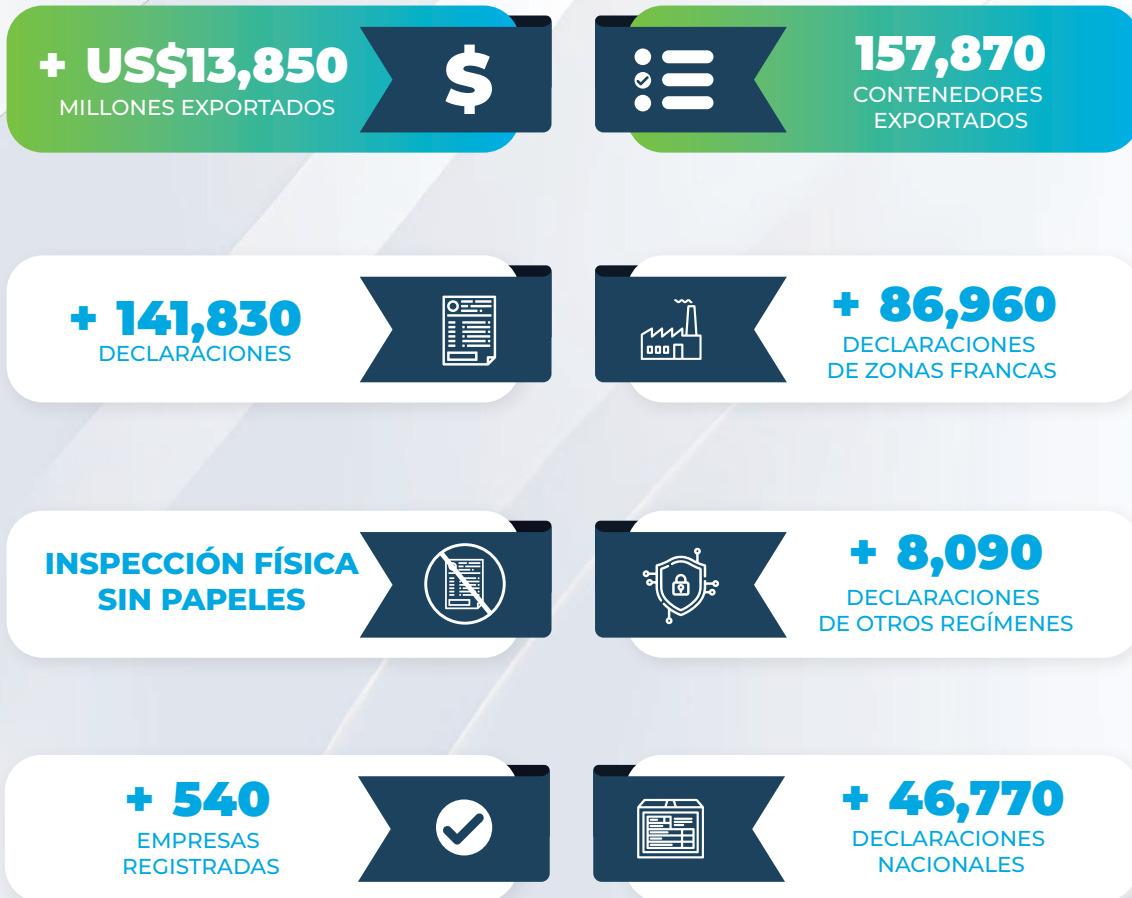 + US$13,850
MILLONES EXPORTADOS
157,870
CONTENEDORES
EXPORTADOS
+ 141,830
DECLARACIONES
+ 86,960
DECLARACIONES
DE ZONAS FRANCAS
INSPECCIÓN FÍSICA
SIN PAPELES
+ 8,090
DECLARACIONES
DE OTROS REGÍMENES
+ 540
EMPRESAS
REGISTRADAS
+ 46,770
DECLARACIONES
NACIONALES